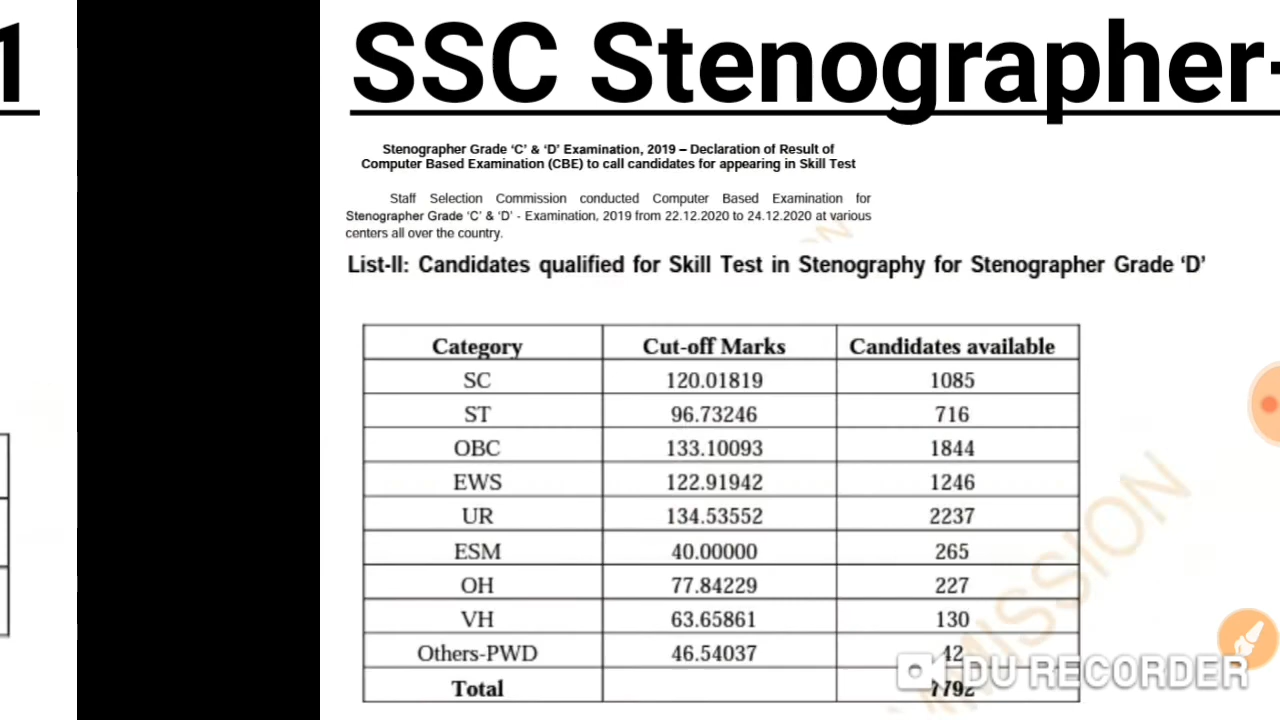 1
SSC Stenographer-
Stenographer Grade ‘C’ & ‘D’ Examination, 2019 – Declaration of Result of
Computer Based Examination (CBE) to call candidates for appearing in Skill Test
Staff Selection Commission conducted Computer Based Examination for
Stenographer Grade ‘C’ & ‘D’ - Examination, 2019 from 22.12.2020 to 24.12.2020 at various
centers all over the country.
List-II: Candidates qualified for Skill Test in Stenography for Stenographer Grade ‘D’
Category Cut-off Marks Candidates available
SC 120.01819 1085
ST 96.73246 716
OBC 133.10093 1844
EWS 122.91942 1246
UR 134.53552 2237
ESM 40.00000 265
OH 77.84229 227
VH 63.65861 130
Others-PWD 46.54037 42
Total 7792
DU RECORDER